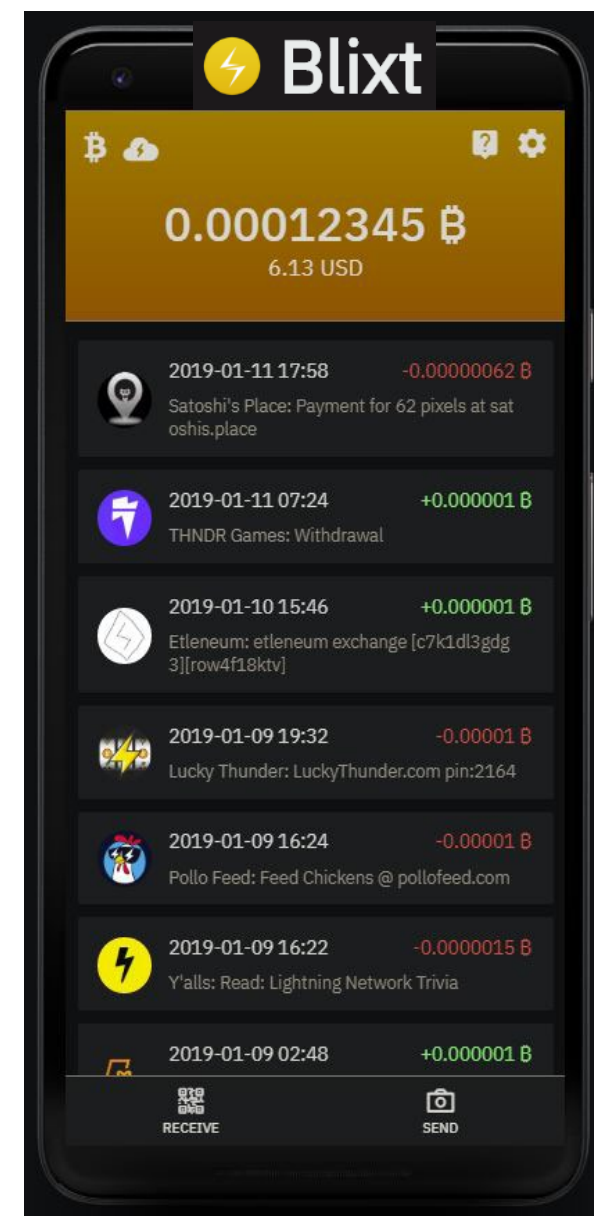 Blixt
0.00012345 ₿
6.13 USD
2019-01-11 17:58 -0.00000062 ₿
Satoshi's Place: Payment for 62 pixels at sat
oshis.place
2019-01-11 07:24 +0.000001 ₿
THNDR Games: Withdrawal
2019-01-10 15:46 +0.000001 ₿
Etleneum: etleneum exchange [c7k1dl3gdg
3][row4f18ktv]
2019-01-09 19:32 -0.00001 ₿
Lucky Thunder: LuckyThunder.com pin:2164
2019-01-09 16:24 -0.00001 ₿
Pollo Feed: Feed Chickens @ pollofeed.com
2019-01-09 16:22 -0.0000015 ₿
Y'alls: Read: Lightning Network Trivia
2019-01-09 02:48 +0.000001 ₿
RECEIVE SEND